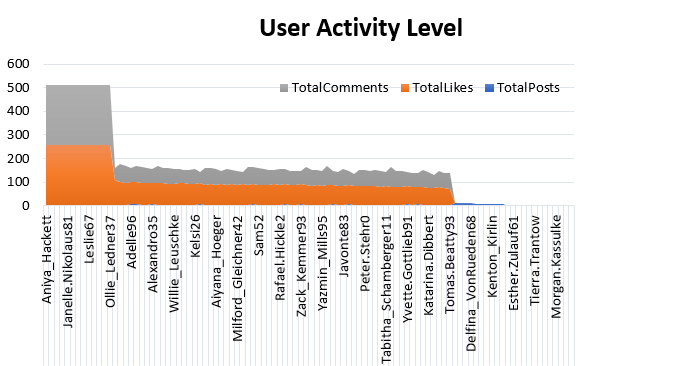 User Activity Level
600
500
400
300
200
100
0
TotalComments
TotalLikes
TotalPosts
Aniya_Hackett
Janelle.Nikolaus81
Leslie67
Ollie_Ledner37
Adelle96
Alexandro35
Willie_Leuschke
Kelsi26
Aiyana_Hoeger
Milford_Gleichner42
Sam52
Rafael.Hickle2
Zack_Kemmer93
Yazmin_Mills95
Javonte83
Peter.Stehr0
Tabitha_Schamberger11
Yvette.Gottlieb91
Katarina.Dibbert
Tomas.Beatty93
Delfina_VonRueden68
Kenton_Kirlin
Esther.Zulauf61
Tierra.Trantow
Morgan.Kassulke